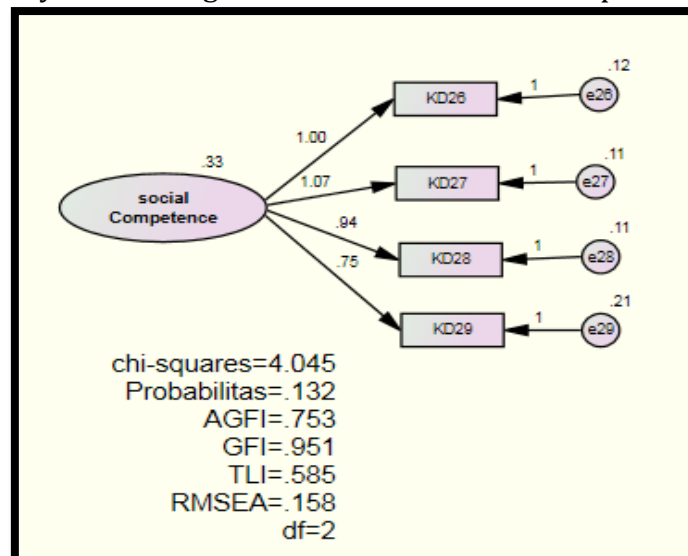 .12
KD26
1
e26
1.00
.33
.11
1.07
KD27
1
e27
social
Competence
.94
.11
KD28
1
e28
.75
.21
KD29
1
e29
chi-squares=4.045
Probabilitas=.132
AGFI=.753
GFI=.951
TLI=.585
RMSEA=.158
df=2